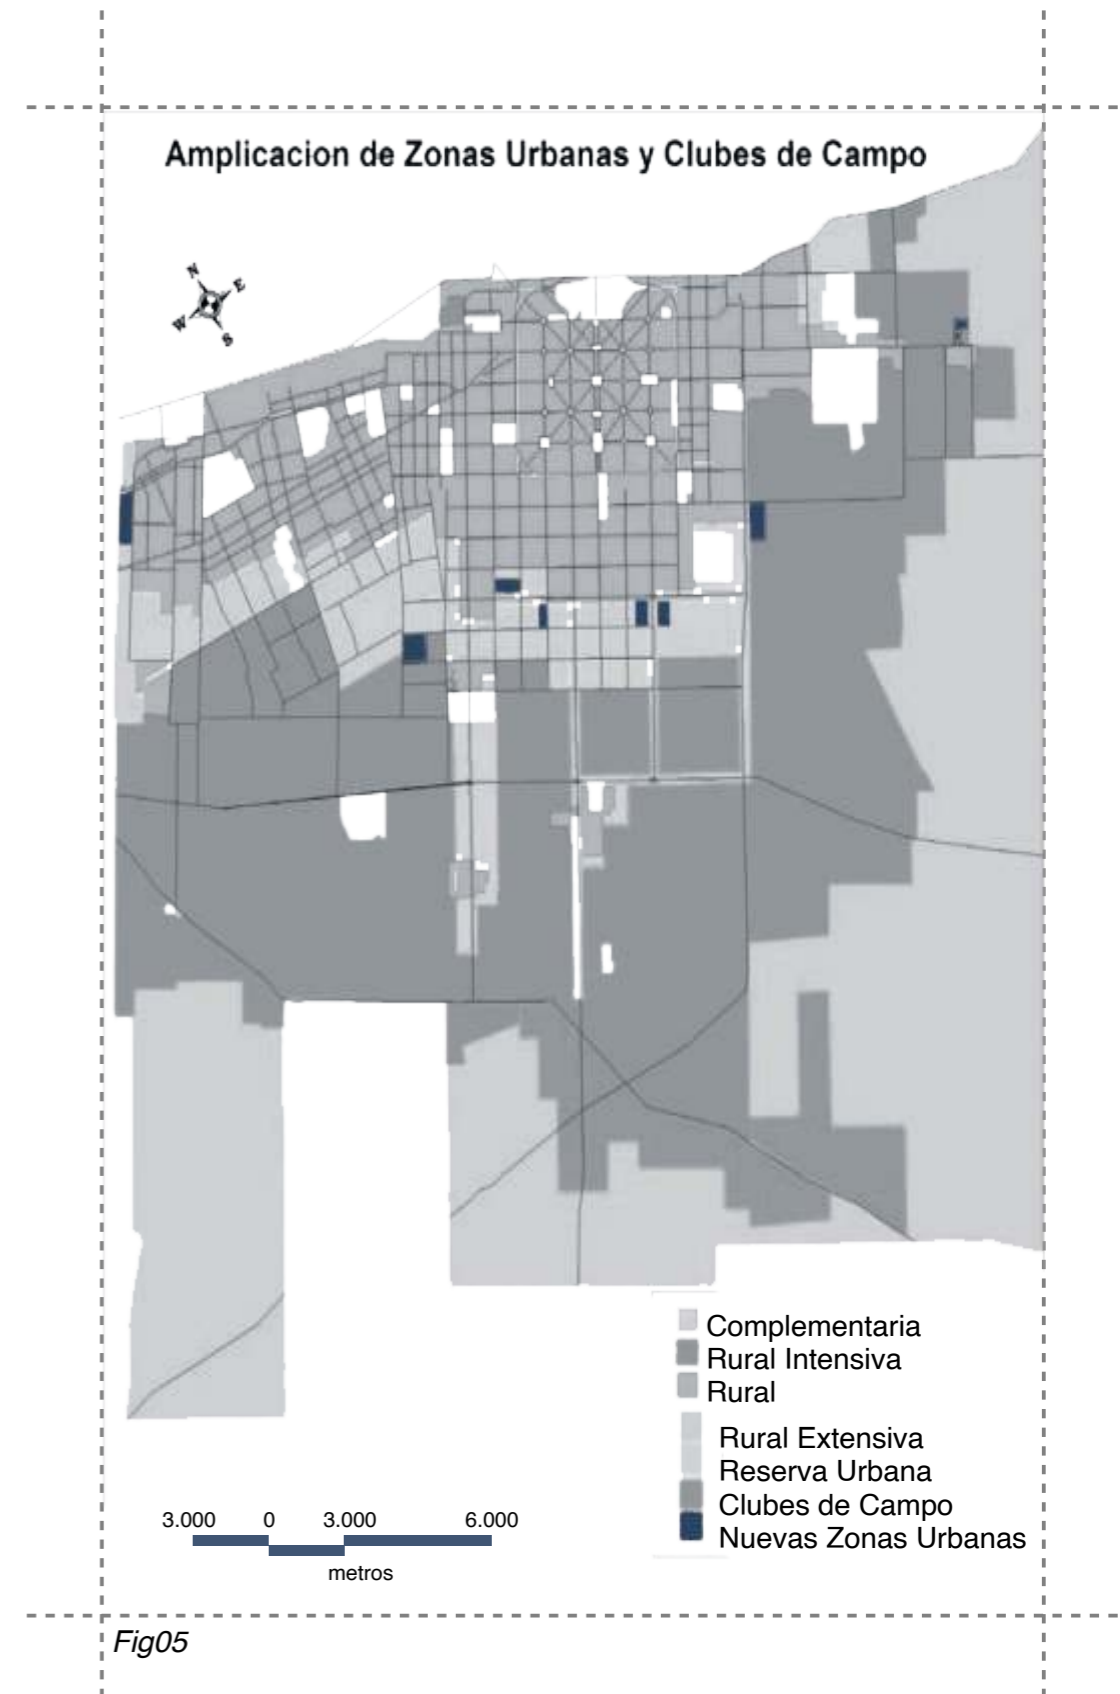 Amplicacion de Zonas Urbanas y Clubes de Campo
N
E
W
S
Complementaria
Rural Intensiva
Rural
Rural Extensiva
Reserva Urbana
Clubes de Campo
Nuevas Zonas Urbanas
3.000 0 3.000 6.000
metros
Fig05